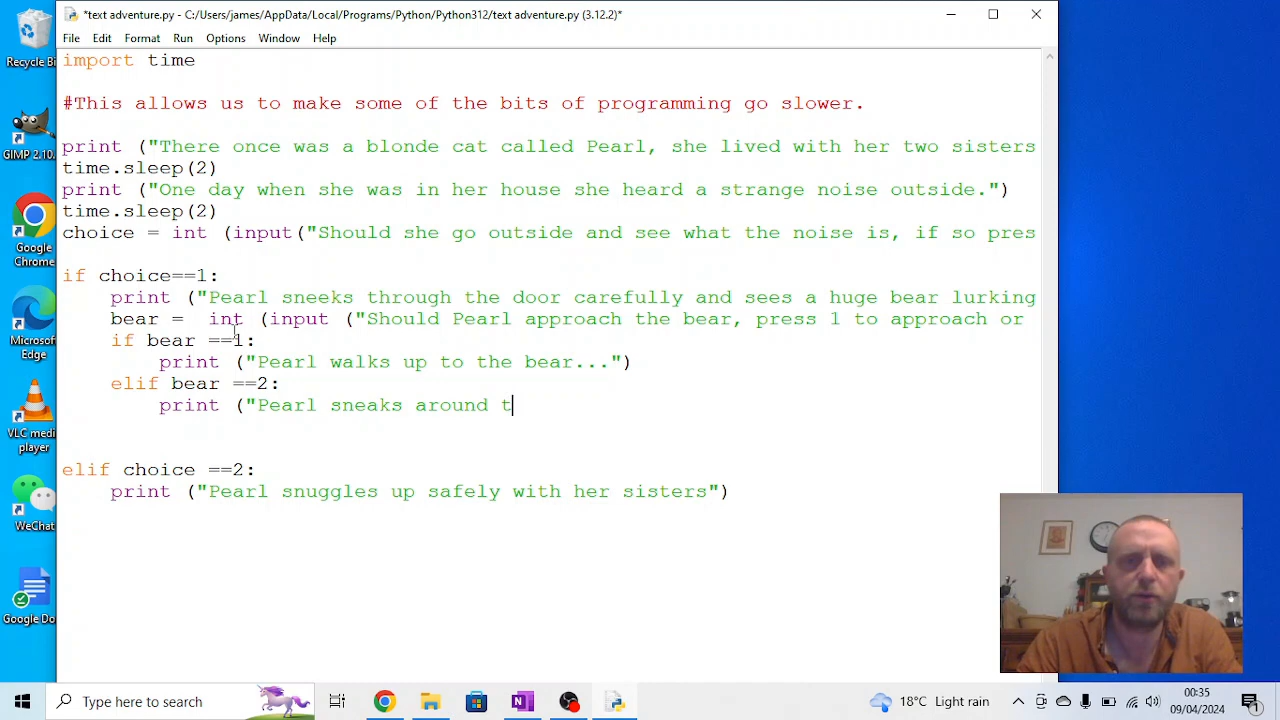 *text adventure.py - C:/Users/james/AppData/Local/Programs/Python/Python312/text adventure.py (3.12.2)*
File Edit Format Run Options Window Help
import time
#This allows us to make some of the bits of programming go slower.
print ("There once was a blonde cat called Pearl, she lived with her two sisters
time.sleep(2)
print ("One day when she was in her house she heard a strange noise outside.")
time.sleep(2)
choice = int (input("Should she go outside and see what the noise is, if so pres
if choice==1:
print ("Pearl sneeks through the door carefully and sees a huge bear lurking
bear = int (input ("Should Pearl approach the bear, press 1 to approach or
if bear ==1:
print ("Pearl walks up to the bear...")
elif bear ==2:
print ("Pearl sneaks around t
elif choice ==2:
print ("Pearl snuggles up safely with her sisters")
Recycle Bi
GIMP 2.10.
Google
Chrome
Microsof
Edge
VLC medi
player
WeChat
Google Do
Type here to search
18°C Light rain
00:35
09/04/2024
1